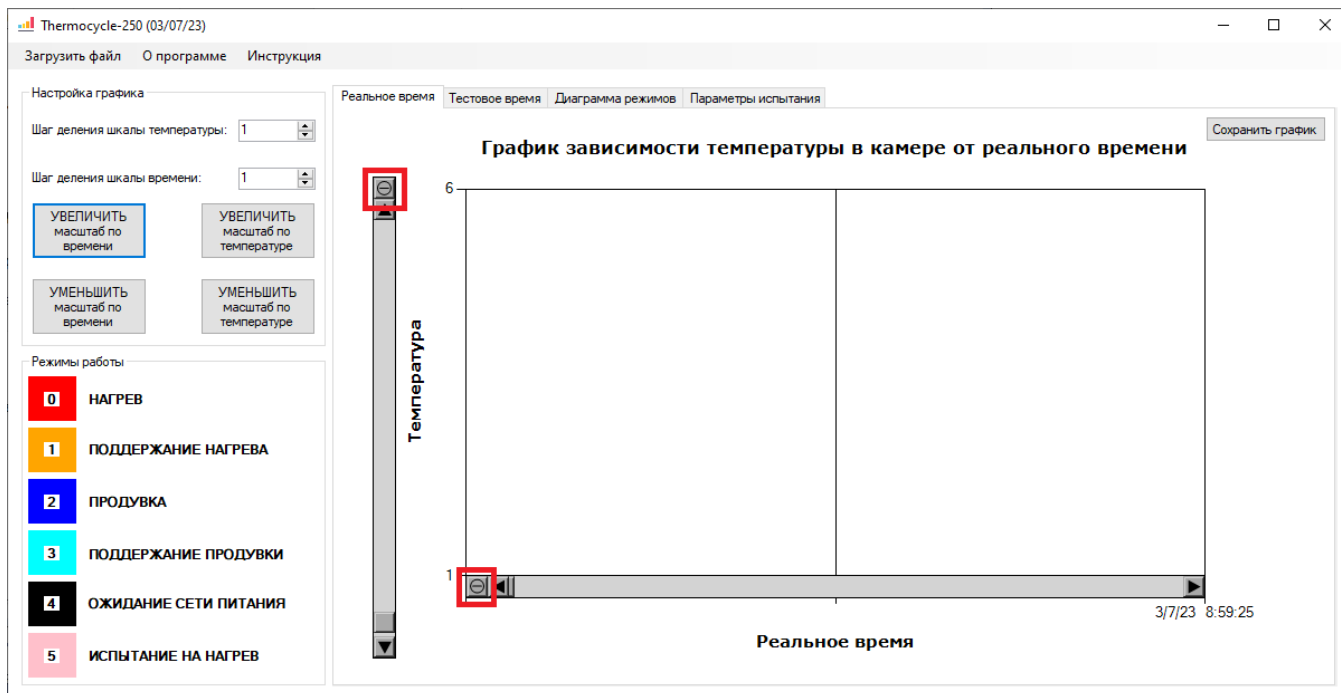 Thermocycle-250 (03/07/23)
Загрузить файл О программе Инструкция
Настройка графика
Шаг деления шкалы температуры: 1
Шаг деления шкалы времени: 1
УВЕЛИЧИТЬ
масштаб по
времени
УВЕЛИЧИТЬ
масштаб по
температуре
УМЕНЬШИТЬ
масштаб по
времени
УМЕНЬШИТЬ
масштаб по
температуре
Режимы работы
0 НАГРЕВ
1 ПОДДЕРЖАНИЕ НАГРЕВА
2 ПРОДУВКА
3 ПОДДЕРЖАНИЕ ПРОДУВКИ
4 ОЖИДАНИЕ СЕТИ ПИТАНИЯ
5 ИСПЫТАНИЕ НА НАГРЕВ
Реальное время Тестовое время Диаграмма режимов Параметры испытания
Сохранить график
График зависимости температуры в камере от реального времени
6
Температура
1
3/7/23 8:59:25
Реальное время